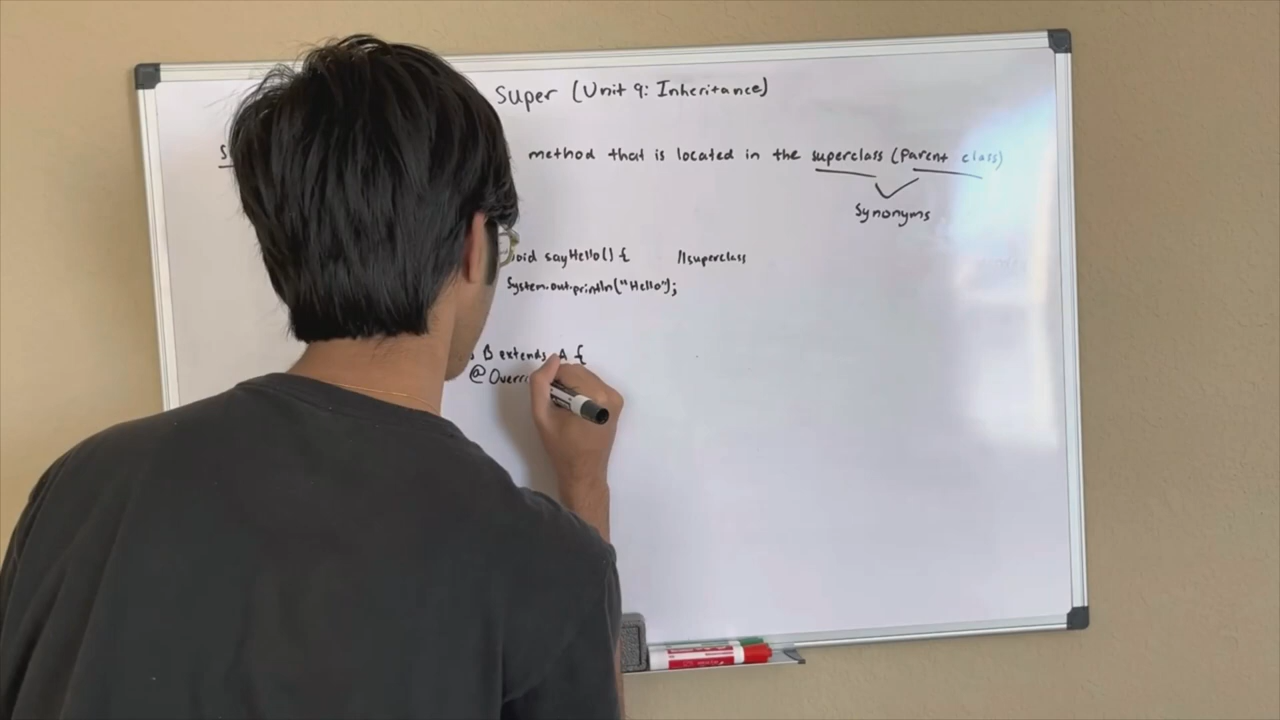 Super (Unit 9: Inheritance)
method that is located in the superclass (Parent class)
Synonyms
void sayHello() { //superclass
System.out.println("Hello");
B extends A {
@Overri